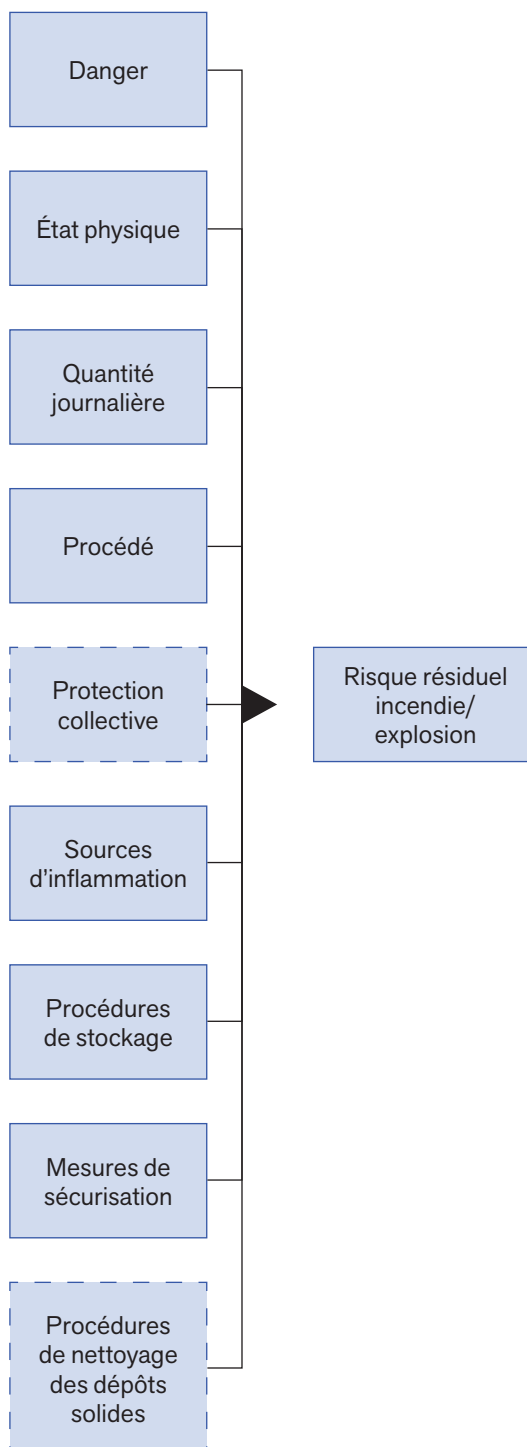 Danger
État physique
Quantité
journalière
Procédé
Protection
collective
Risque résiduel
incendie/
explosion
Sources
d'inflammation
Procédures
de stockage
Mesures de
sécurisation
Procédures
de nettoyage
des dépôts
solides